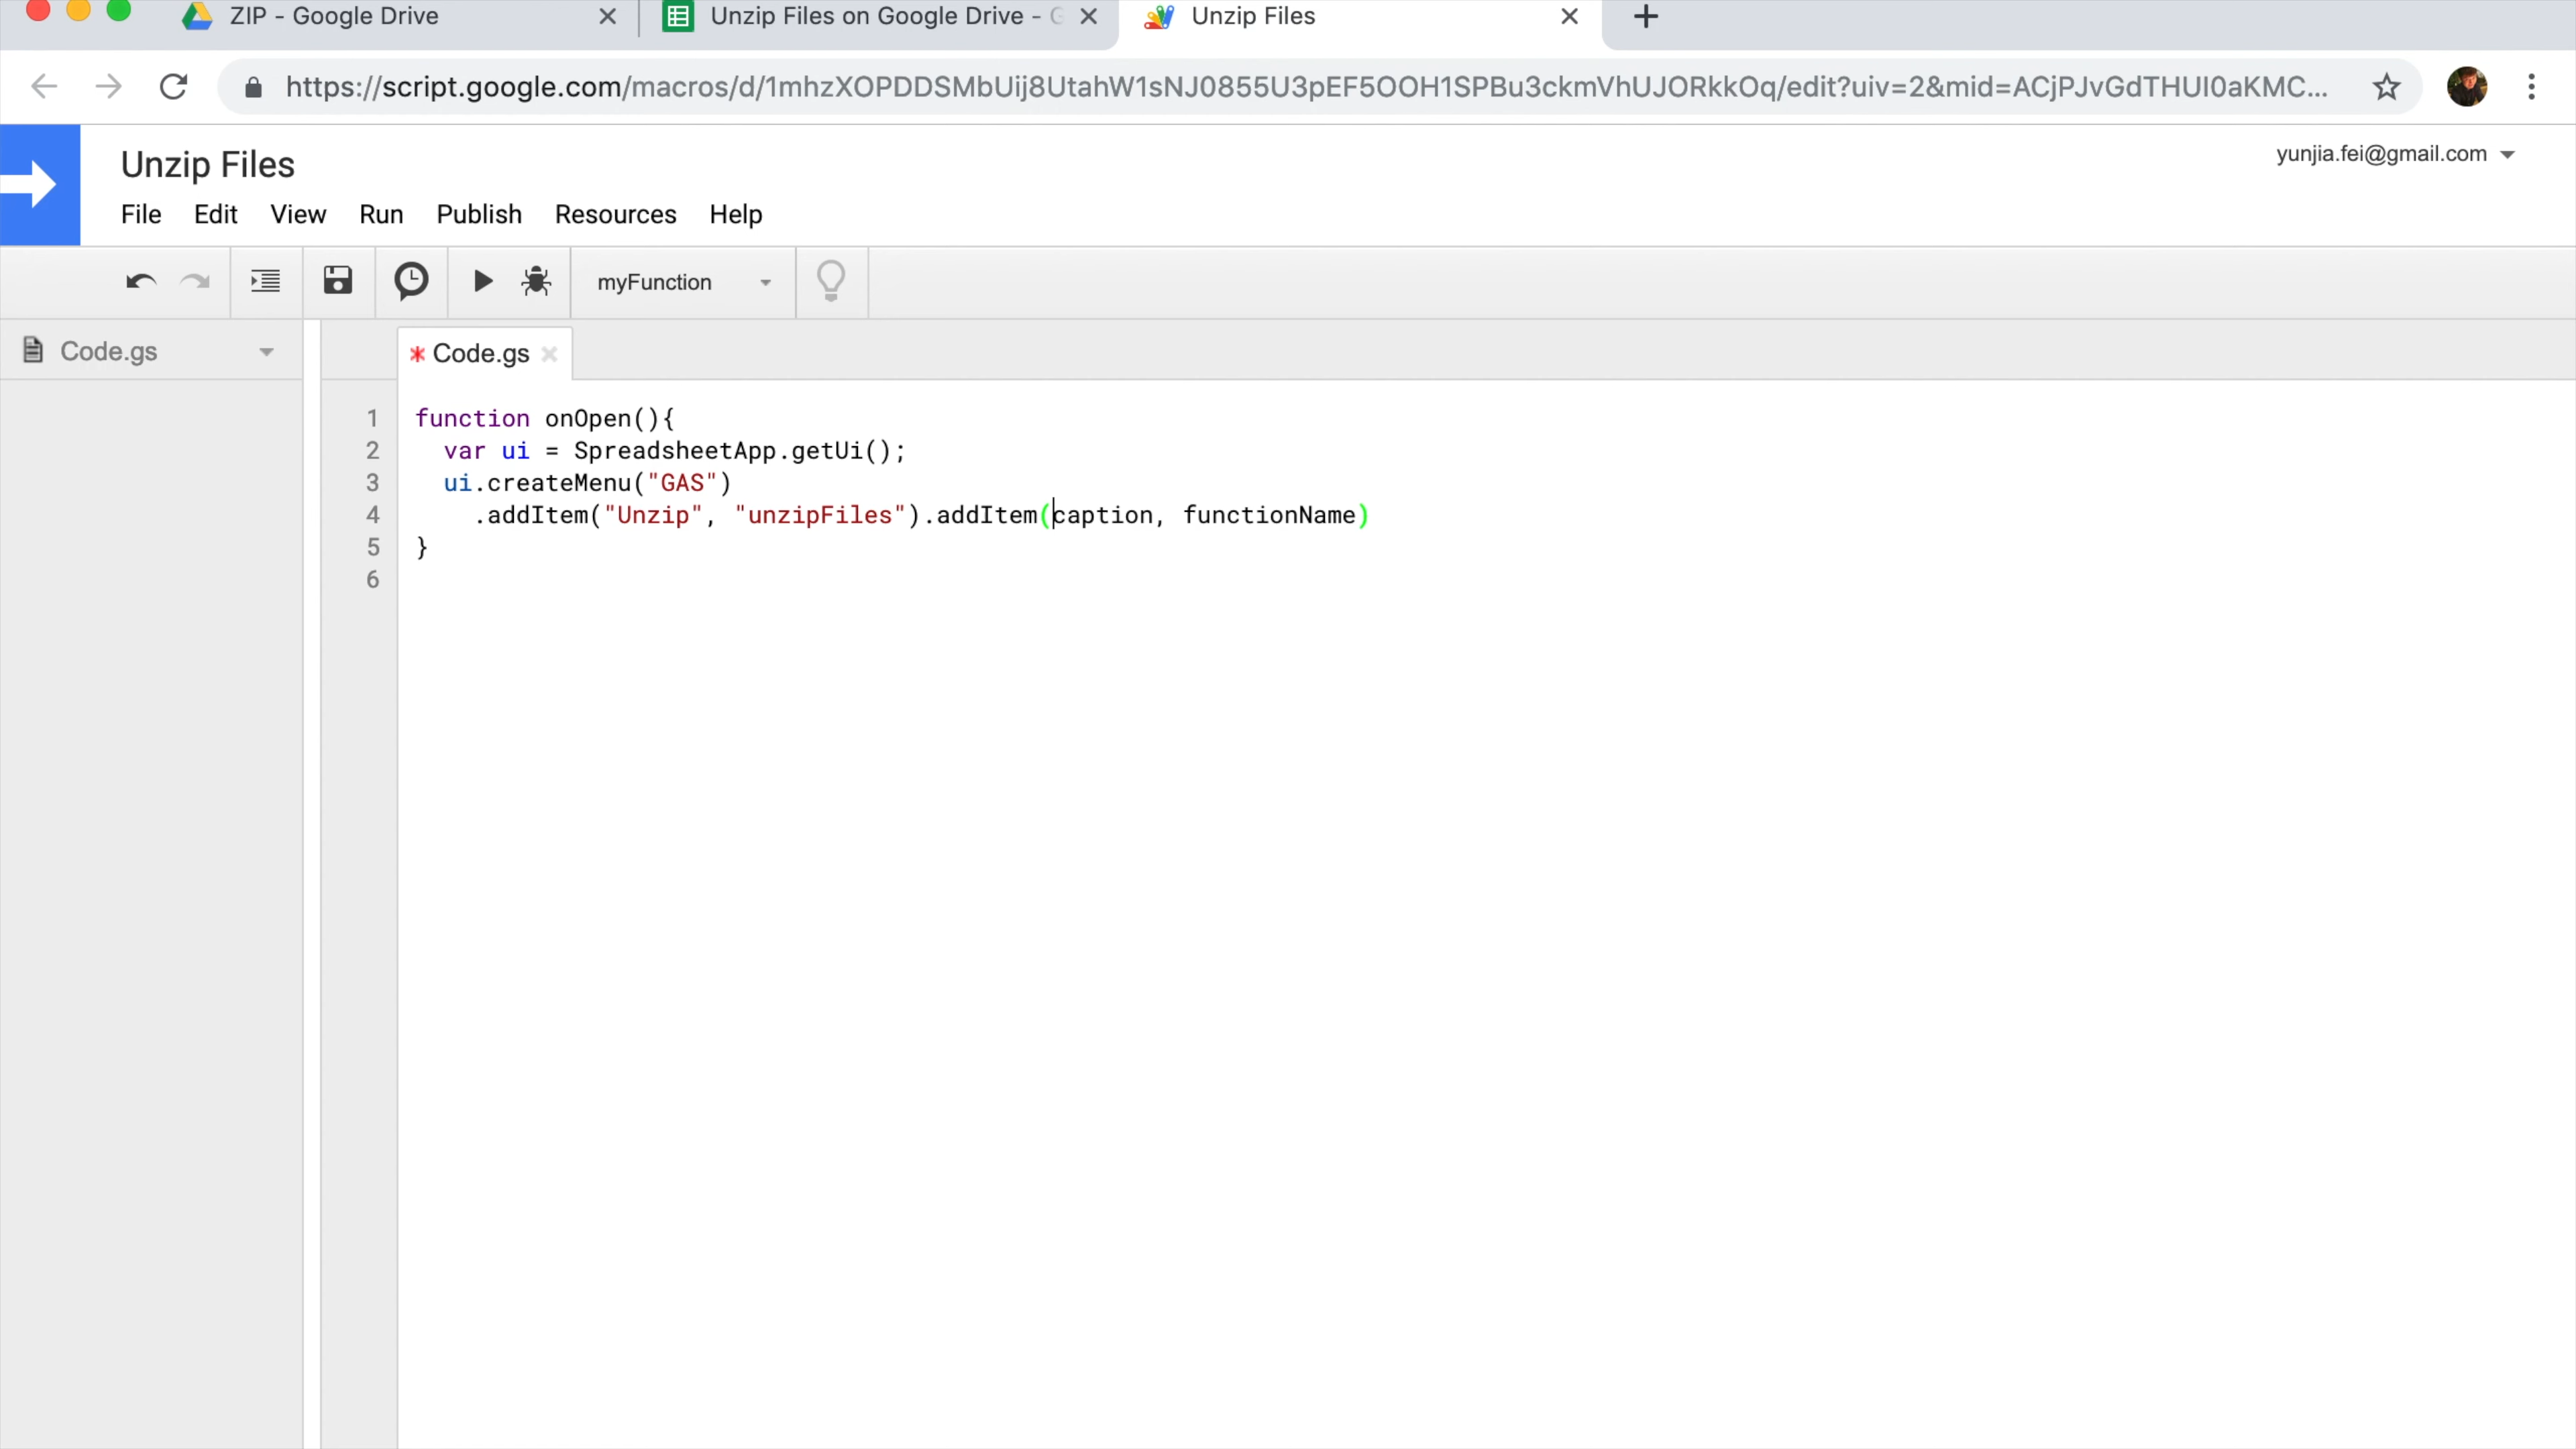 ZIP - Google Drive
Unzip Files on Google Drive - G
Unzip Files
https://script.google.com/macros/d/1mhzXOPDDSMbUij8UtahW1sNJ0855U3pEF5OOH1SPBu3ckmVhUJORkkOq/edit?uiv=2&mid=ACjPJvGdTHUI0aKMC...
Unzip Files
yunjia.fei@gmail.com
File Edit View Run Publish Resources Help
myFunction
Code.gs
* Code.gs
1 function onOpen(){
2 var ui = SpreadsheetApp.getUi();
3 ui.createMenu("GAS")
4 .addItem("Unzip", "unzipFiles").addItem(caption, functionName)
5 }
6